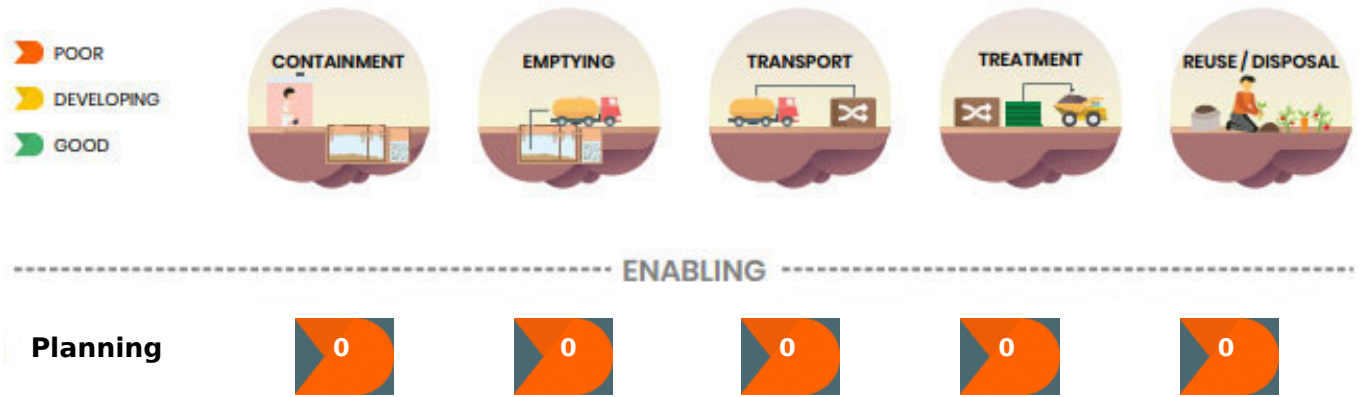 POOR
DEVELOPING
GOOD
CONTAINMENT
EMPTYING
TRANSPORT
TREATMENT
REUSE / DISPOSAL
ENABLING
Planning 0 0 0 0 0